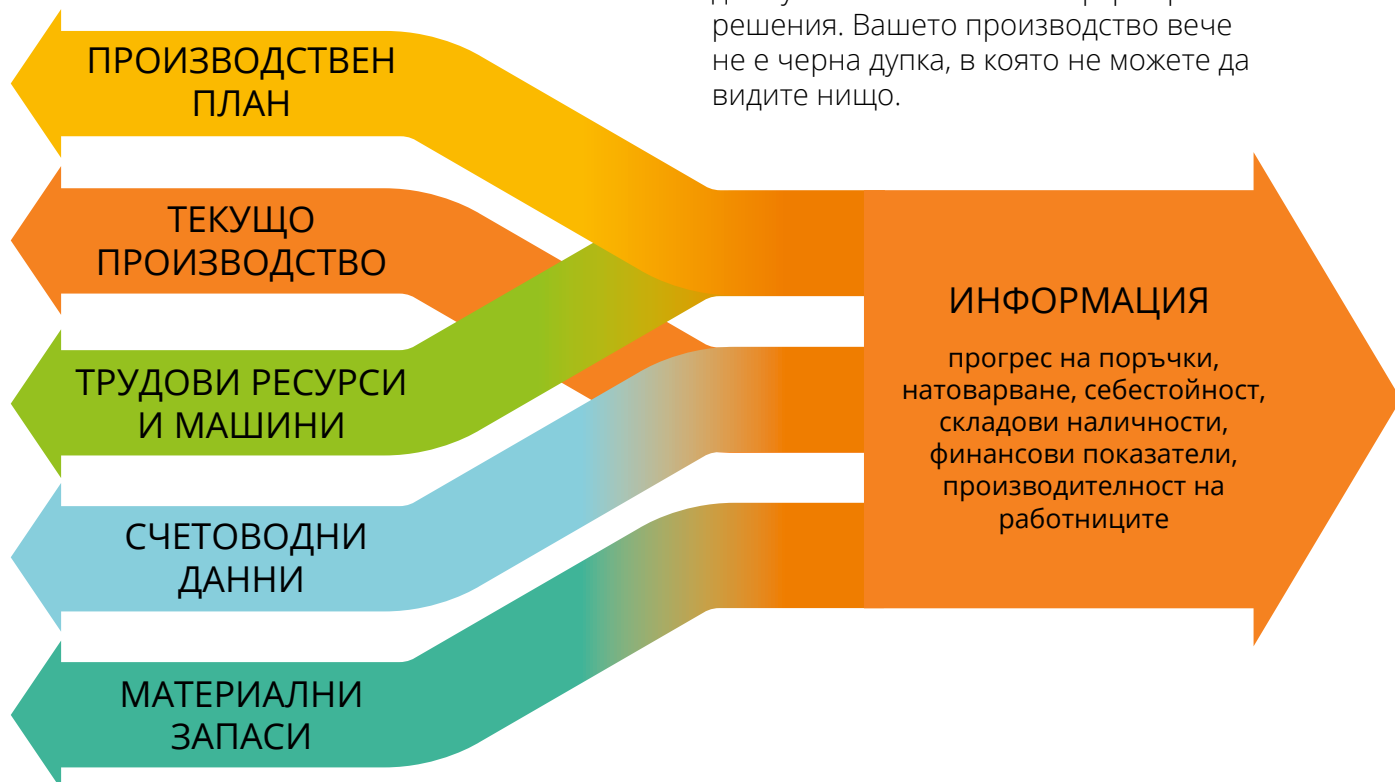 решения. Вашето производство вече
не е черна дупка, в която не можете да
видите нищо.
ПРОИЗВОДСТВЕН
ПЛАН
ТЕКУЩО
ПРОИЗВОДСТВО
ТРУДОВИ РЕСУРСИ
И МАШИНИ
СЧЕТОВОДНИ
ДАННИ
МАТЕРИАЛНИ
ЗАПАСИ
ИНФОРМАЦИЯ
прогрес на поръчки,
натоварване, себестойност,
складови наличности,
финансови показатели,
производителност на
работниците